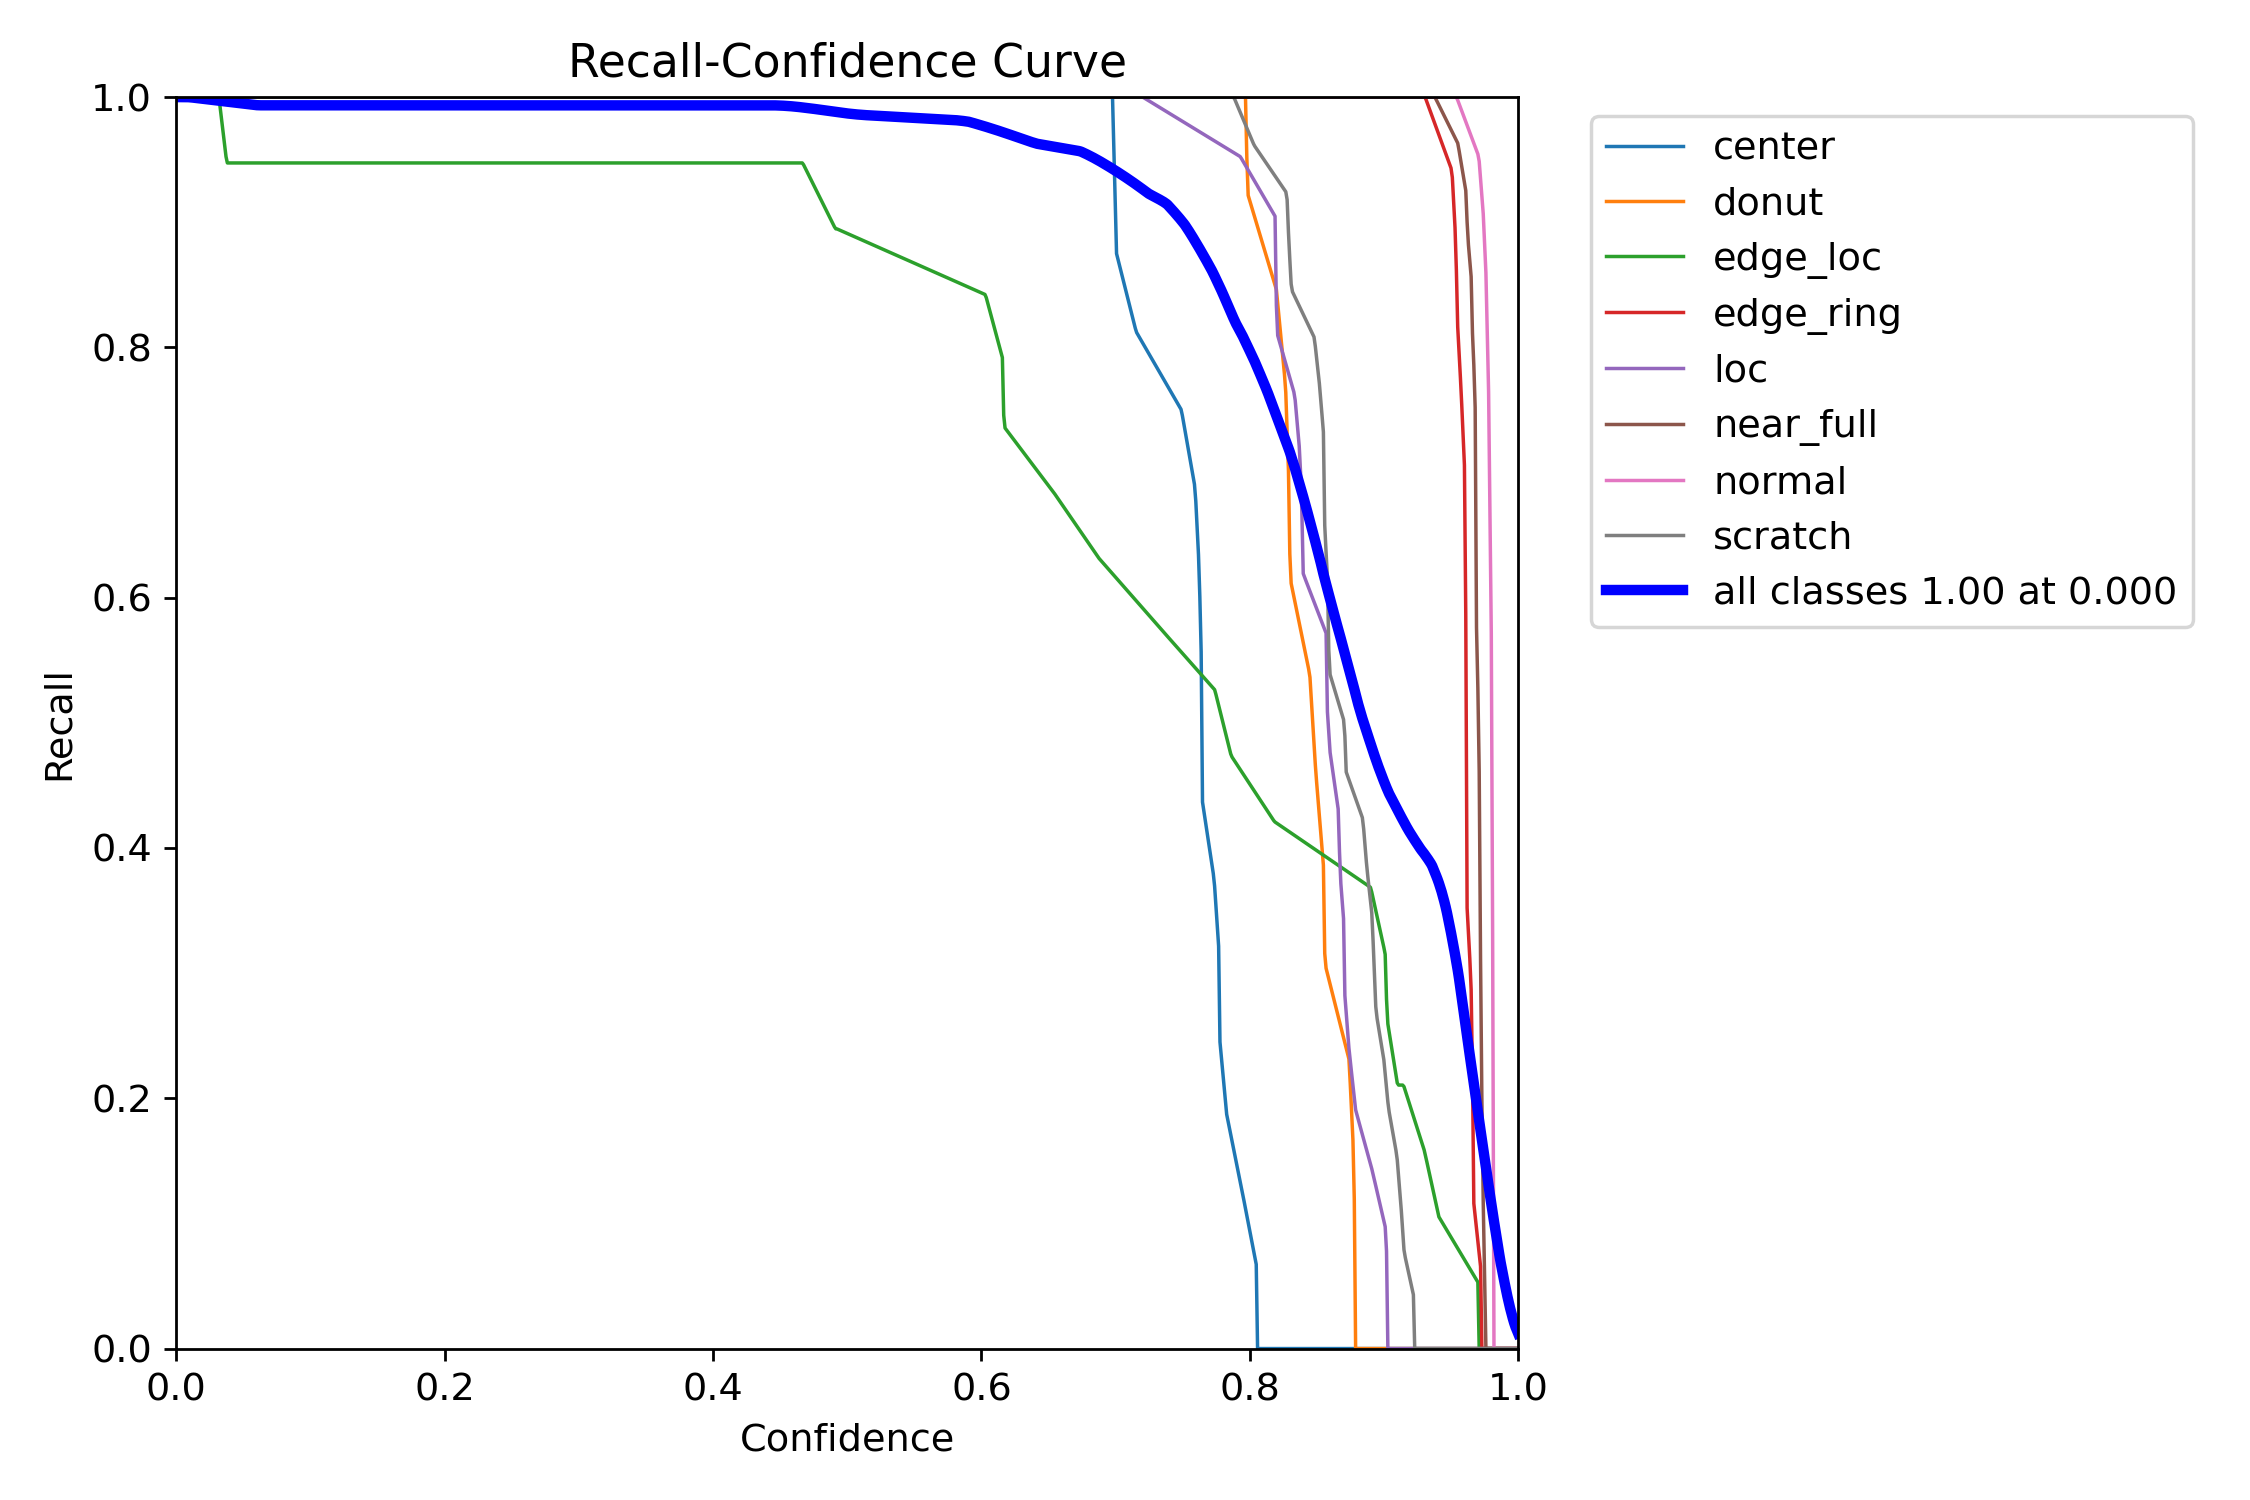 Recall-Confidence Curve
1.0
0.8
0.6
0.4
0.2
0.0
Recall
0.0 0.2 0.4 0.6 0.8 1.0
Confidence
center
donut
edge_loc
edge_ring
loc
near_full
normal
scratch
all classes 1.00 at 0.000